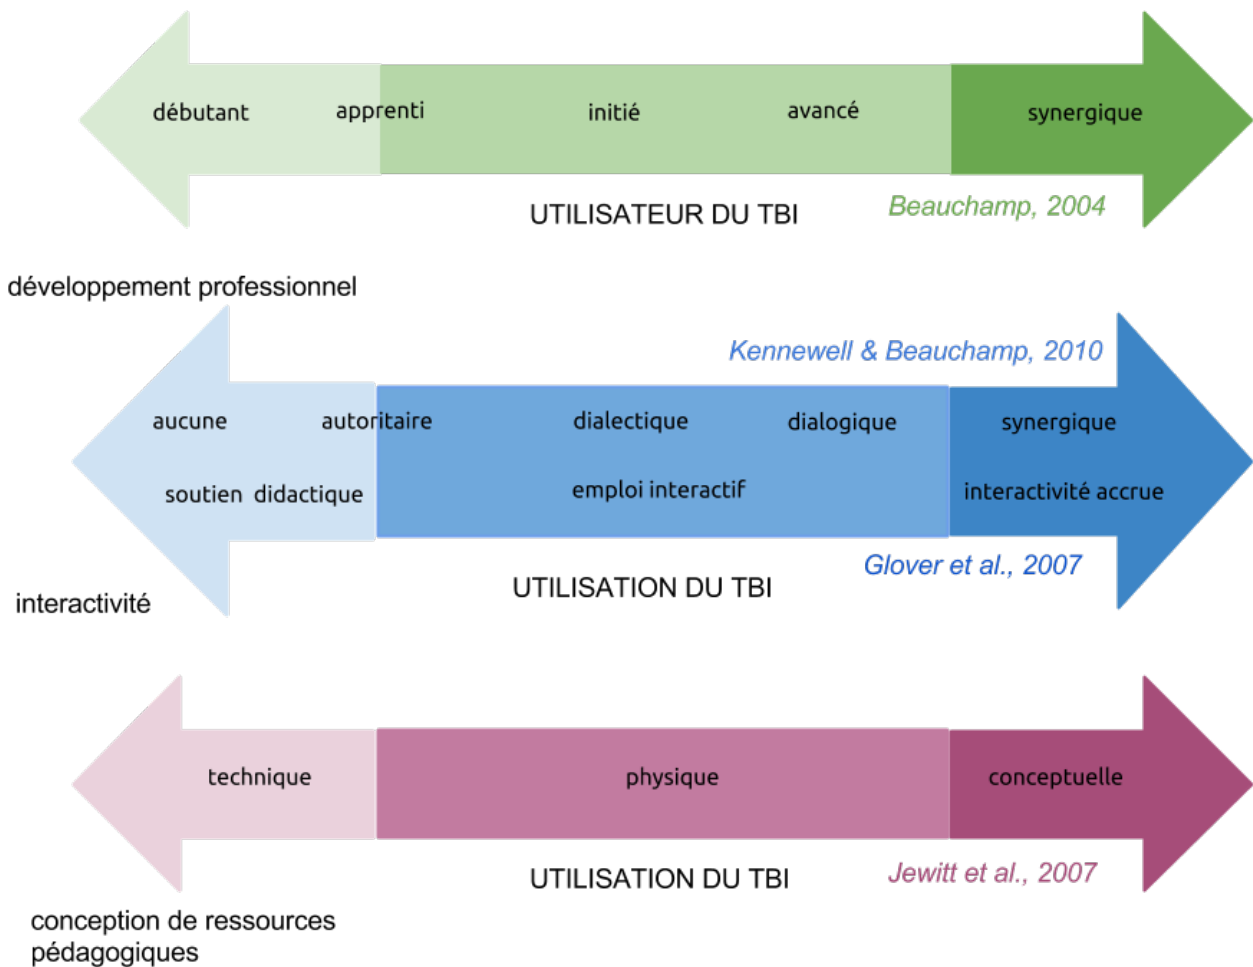 débutant apprenti initié avancé synergique
UTILISATEUR DU TBI
Beauchamp, 2004
développement professionnel
Kennewell & Beauchamp, 2010
aucune autoritaire dialectique dialogique synergique
soutien didactique emploi interactif interactivité accrue
Glover et al., 2007
UTILISATION DU TBI
interactivité
technique physique conceptuelle
UTILISATION DU TBI
Jewitt et al., 2007
conception de ressources
pédagogiques